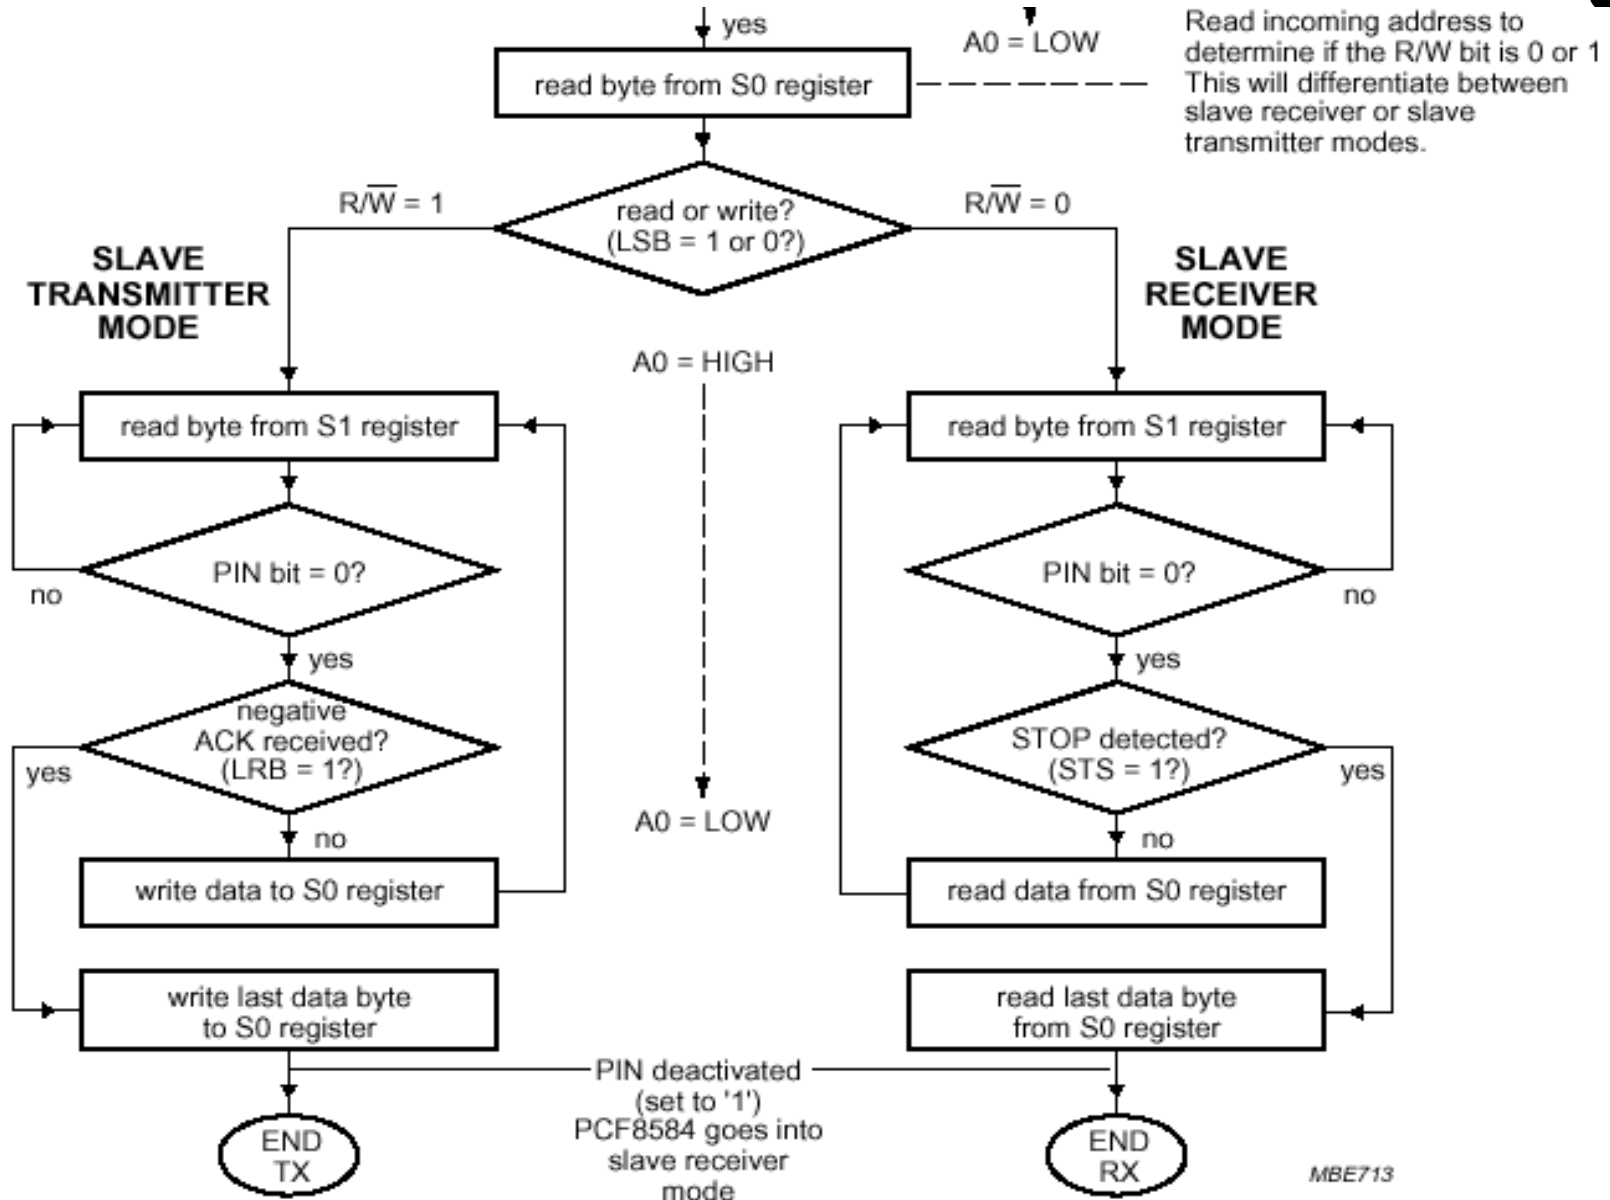 yes
A0 = LOW
Read incoming address to
determine if the R/W bit is 0 or 1
This will differentiate between
slave receiver or slave
transmitter modes.
read byte from S0 register
R/W̅ = 1
read or write?
(LSB = 1 or 0?)
R/W̅ = 0
SLAVE
TRANSMITTER
MODE
SLAVE
RECEIVER
MODE
A0 = HIGH
read byte from S1 register
read byte from S1 register
PIN bit = 0?
no
PIN bit = 0?
no
yes
yes
negative
ACK received?
(LRB = 1?)
yes
STOP detected?
(STS = 1?)
yes
A0 = LOW
no
no
write data to S0 register
read data from S0 register
write last data byte
to S0 register
read last data byte
from S0 register
PIN deactivated
(set to '1')
PCF8584 goes into
slave receiver
mode
END
TX
END
RX
MBE713